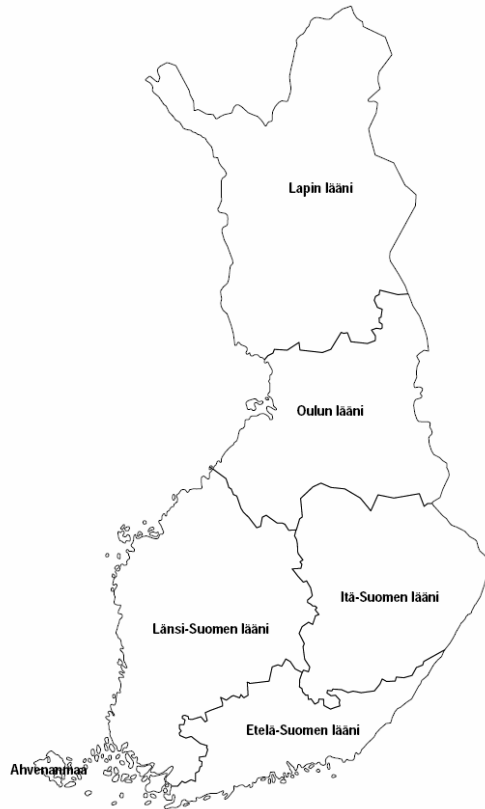 Lapin lääni
Oulun lääni
Itä-Suomen lääni
Länsi-Suomen lääni
Etelä-Suomen lääni
Ahvenanmaa